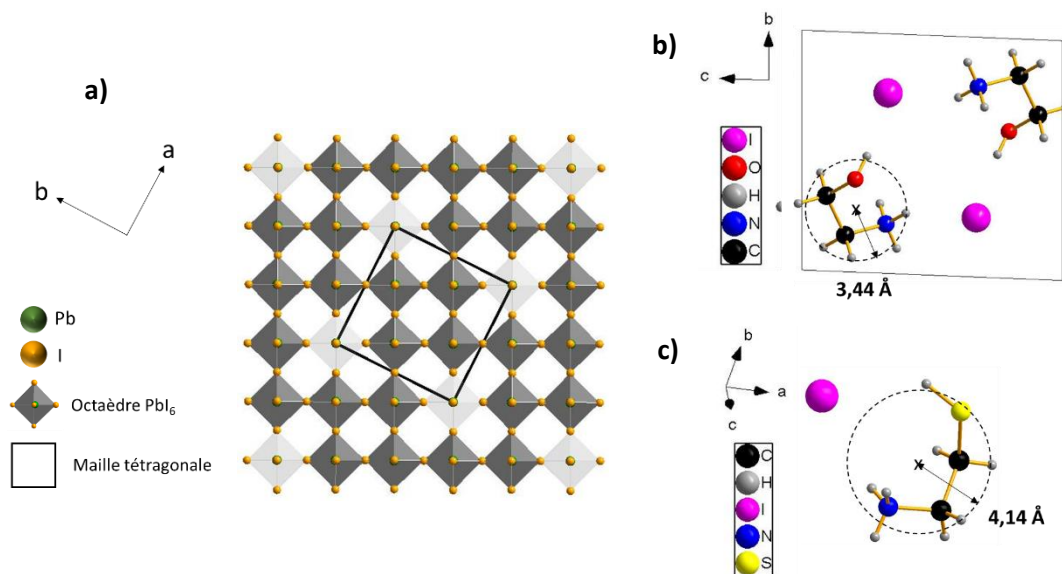 a)
a
b
Pb
I
Octaèdre PbI6
Maille tétragonale
b)
b
c
I
O
H
N
C
x
3,44 Å
c)
b
a
c
C
H
I
N
S
x
4,14 Å